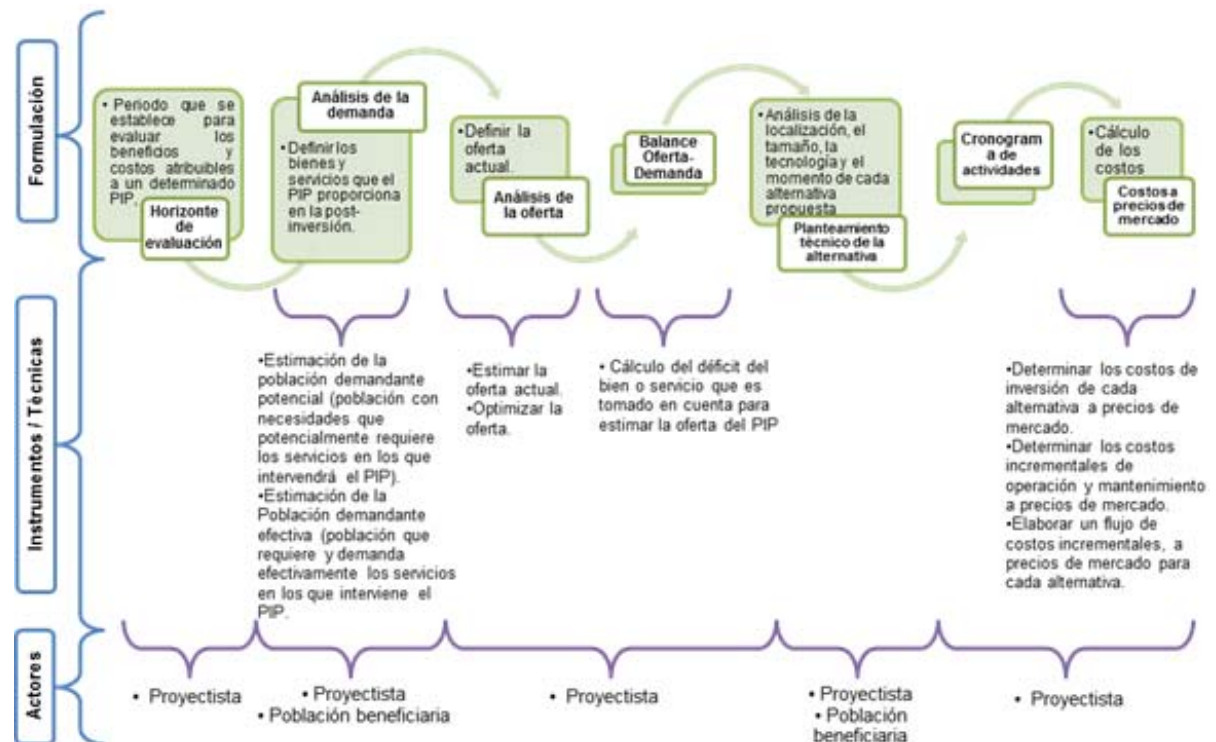 Formulación
• Periodo que se
establece para
evaluar los
beneficios y
costos atribuibles
a un determinado
PIP.
Horizonte
de
evaluación
Análisis de la
demanda
• Definir los
bienes y
servicios que el
PIP proporciona
en la post-
inversión.
• Definir la
oferta actual.
Análisis de
la oferta
Balance
Oferta-
Demanda
• Análisis de la
localización, el
tamaño, la
tecnología y el
momento de cada
alternativa
propuesta
Planteamiento
técnico de la
alternativa
Cronogram
a de
actividades
• Cálculo
de los
costos
Costos a
precios de
mercado
Instrumentos / Técnicas
•Estimación de la
población demandante
potencial (población con
necesidades que
potencialmente requiere
los servicios en los que
intervendrá el PIP).
•Estimación de la
Población demandante
efectiva (población que
requiere y demanda
efectivamente los servicios
en los que interviene el
PIP.
•Estimar la
oferta actual.
•Optimizar la
oferta.
• Cálculo del déficit del
bien o servicio que es
tomado en cuenta para
estimar la oferta del PIP
•Determinar los costos de
inversión de cada
alternativa a precios de
mercado.
•Determinar los costos
incrementales de
operación y mantenimiento
a precios de mercado.
•Elaborar un flujo de
costos incrementales, a
precios de mercado para
cada alternativa.
Actores
• Proyectista
• Proyectista
• Población beneficiaria
• Proyectista
• Proyectista
• Población
beneficiaria
• Proyectista